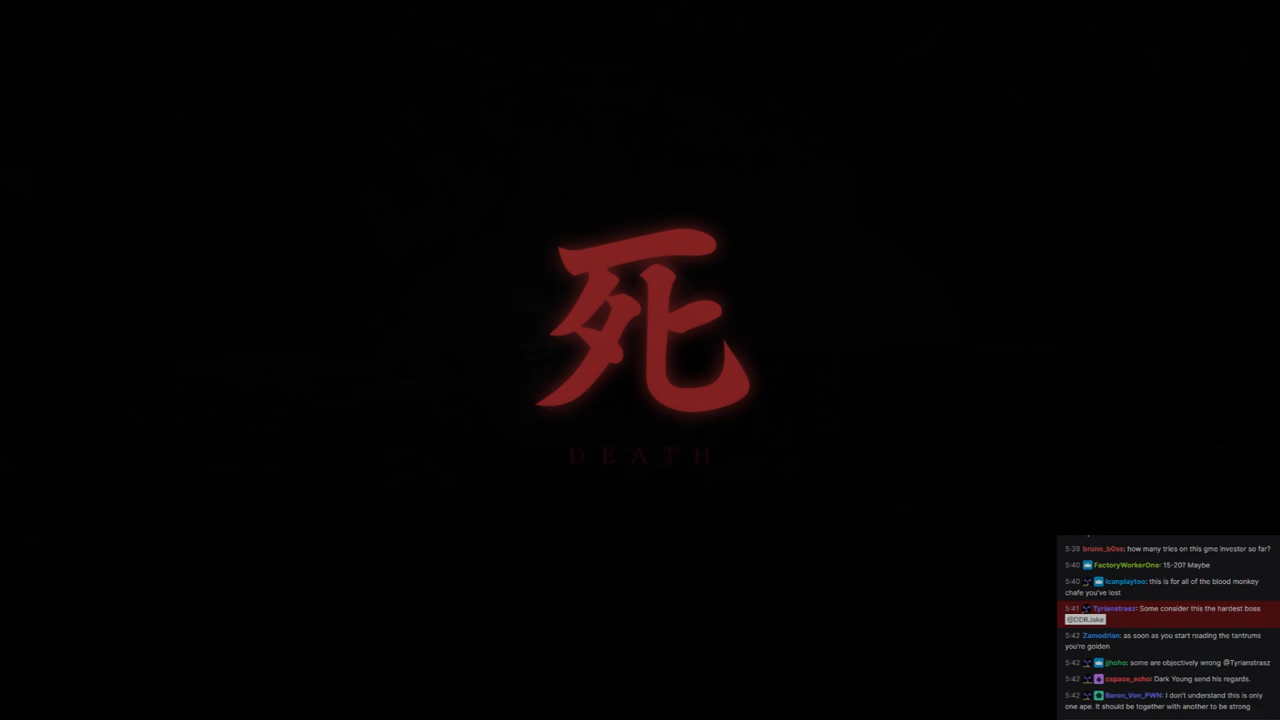 死
DEATH
5:39 bruno_b0ss: how many tries on this gme investor so far?
5:40 FactoryWorkerOne: 15-20? Maybe
5:40 icanplaytoo: this is for all of the blood monkey
chafe you've lost
5:41 Tyrianstrasz: Some consider this the hardest boss
@DDRJake
5:42 Zamodrian: as soon as you start reading the tantrums
you're golden
5:42 jjhoho: some are objectively wrong @Tyrianstrasz
5:42 cspace_echo: Dark Young send his regards.
5:42 Baron_Von_PWN: I don't understand this is only
one ape. It should be together with another to be strong